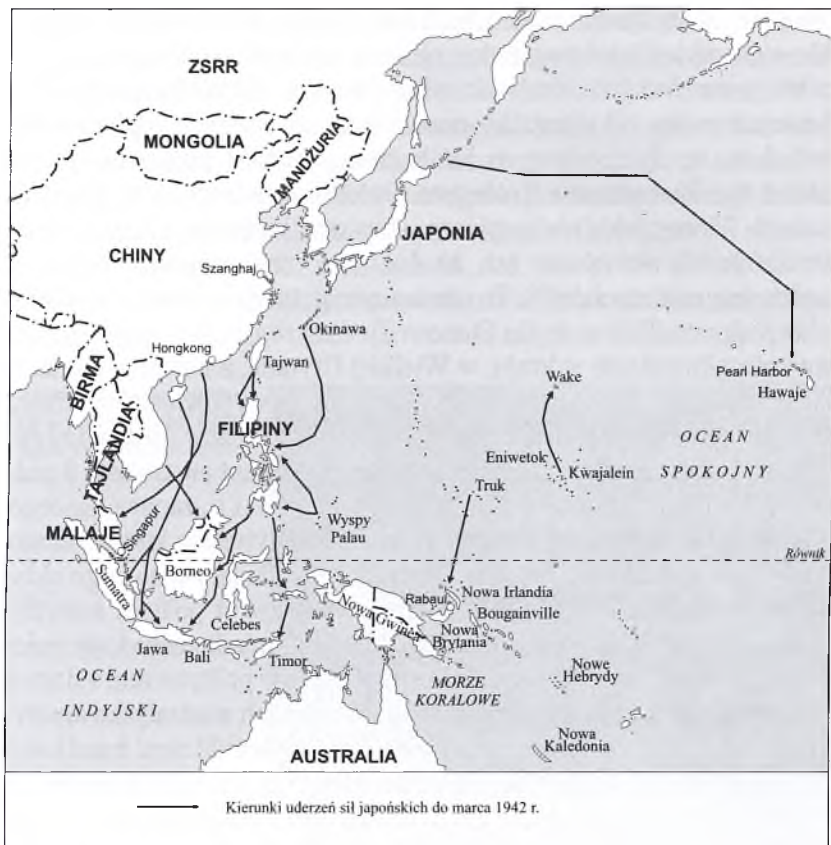 ZSRR
MONGOLIA
MANDŻURIA
CHINY
JAPONIA
Szanghaj
Okinawa
Hongkong
Tajwan
BIRMA
TAJLANDIA
FILIPINY
Wake
Pearl Harbor
Hawaje
OCEAN
SPOKOJNY
Eniwetok
Kwajalein
Truk
Wyspy
Palau
MALAJE
Singapur
Równik
Sumatra
Borneo
Celebes
Nowa Gwinea
Rabaul
Nowa Irlandia
Bougainville
Nowa
Brytania
Jawa
Bali
Timor
OCEAN
INDYJSKI
MORZE
KORALOWE
Nowe
Hebrydy
Nowa
Kaledonia
AUSTRALIA
Kierunki uderzeń sił japońskich do marca 1942 r.